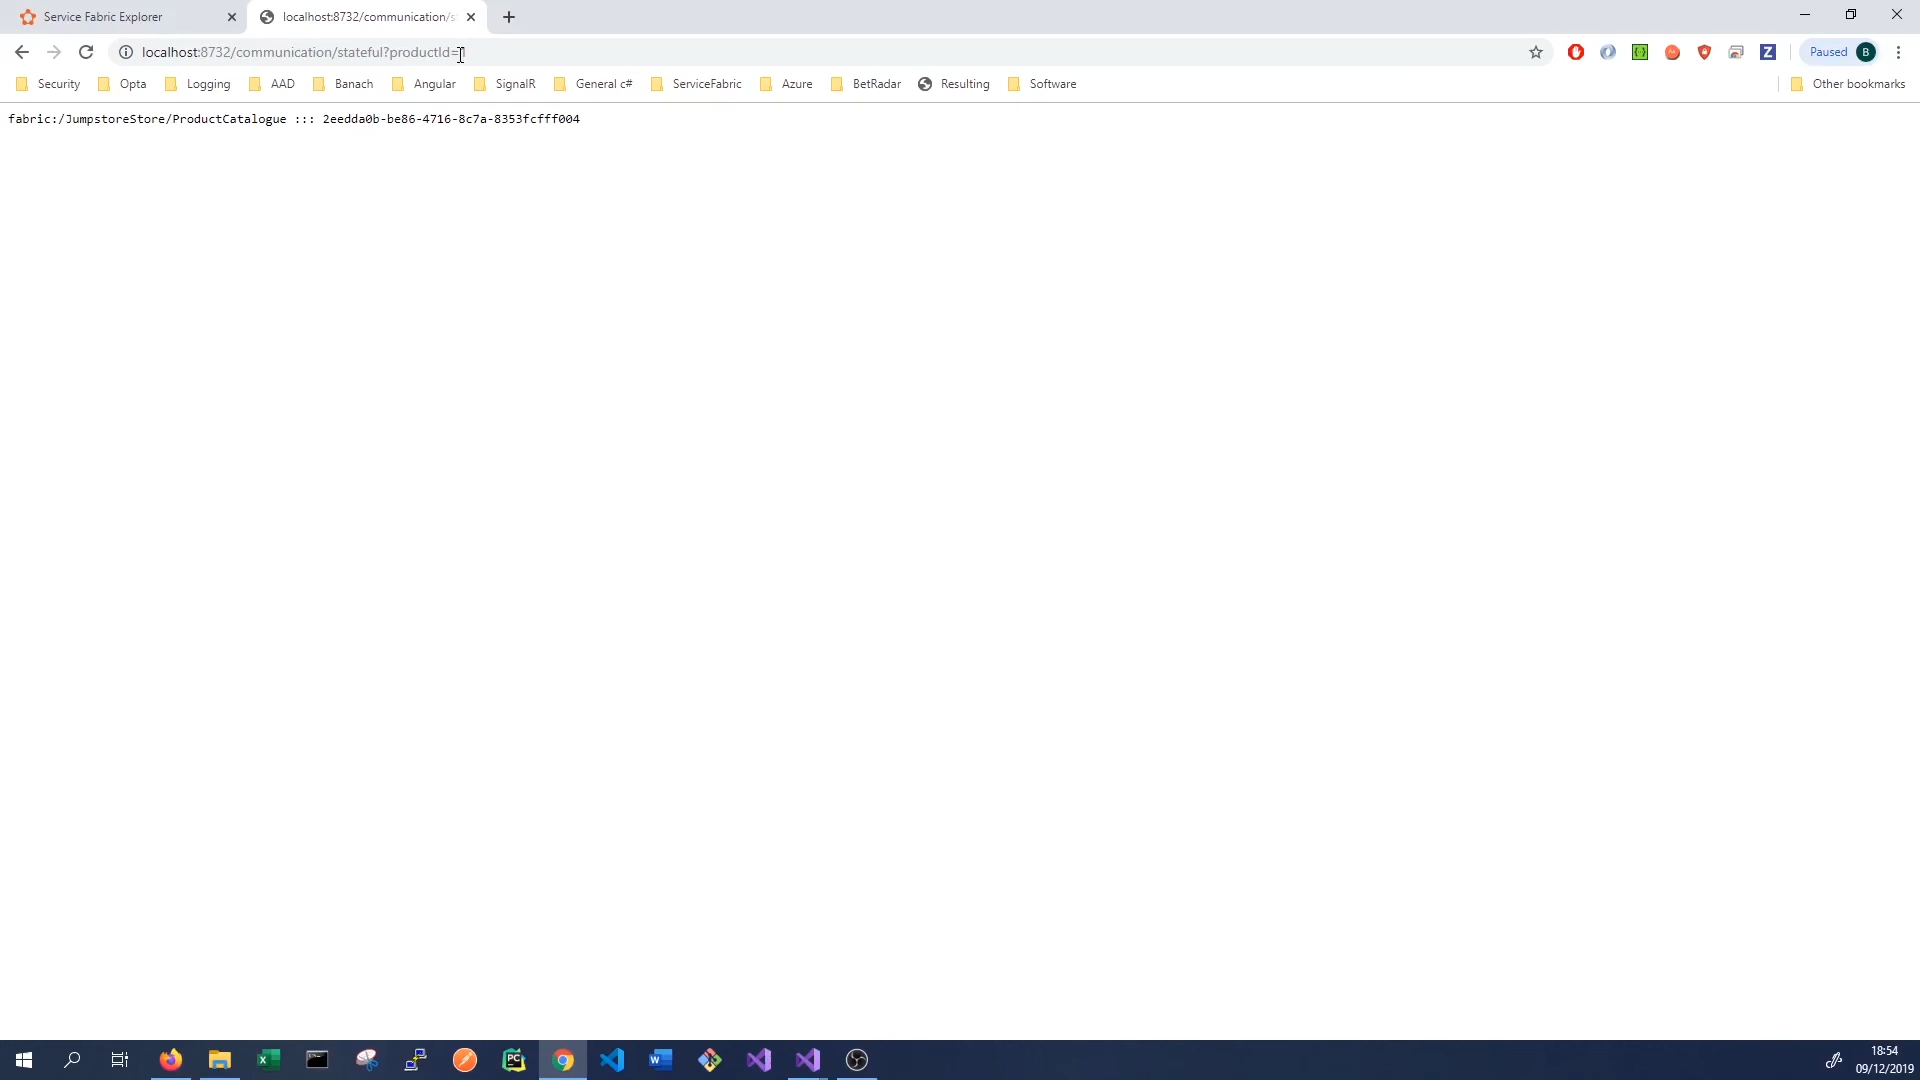 Service Fabric Explorer
localhost:8732/communication/s
localhost:8732/communication/stateful?productId=
Paused B
Security Opta Logging AAD Banach Angular SignalR General c# ServiceFabric Azure BetRadar Resulting Software Other bookmarks
fabric:/JumpstoreStore/ProductCatalogue ::: 2eedda0b-be86-4716-8c7a-8353fcfff004
18:54
09/12/2019